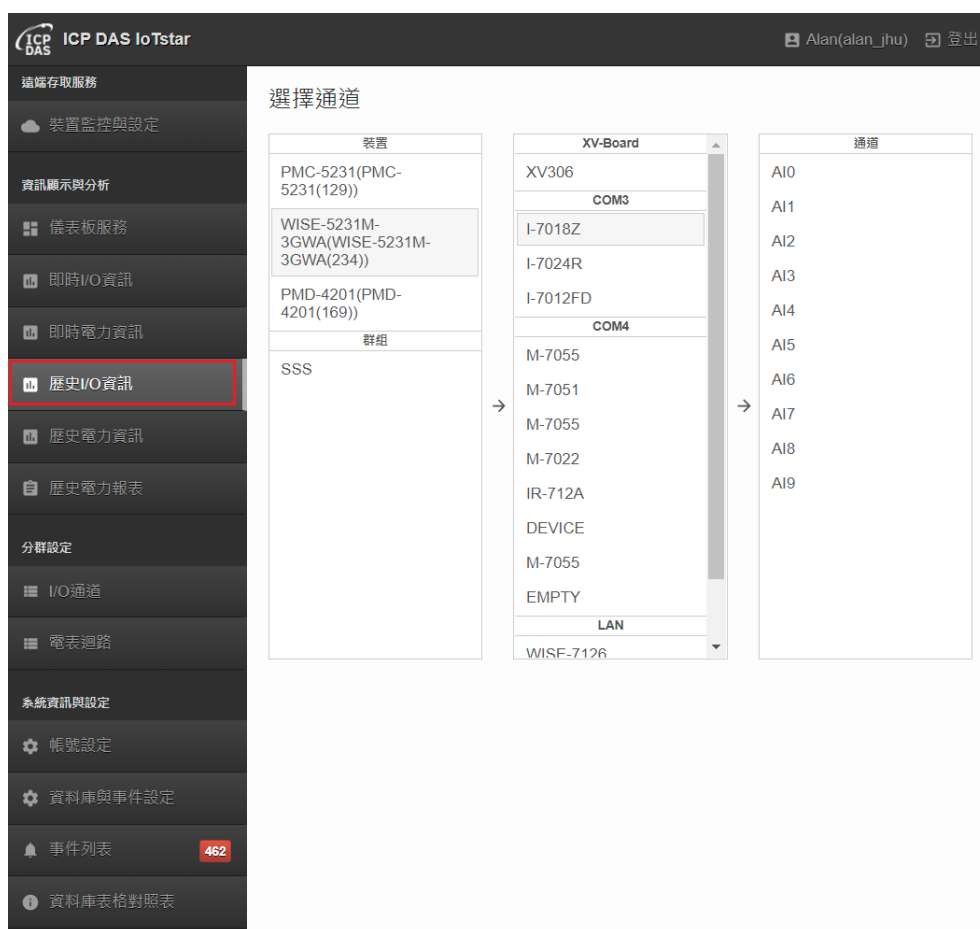 ICP DAS
ICP DAS IoTstar
Alan(alan_jhu)
登出
遠端存取服務
裝置監控與設定
資訊顯示與分析
儀表板服務
即時I/O資訊
即時電力資訊
歷史I/O資訊
歷史電力資訊
歷史電力報表
分群設定
I/O通道
電表迴路
系統資訊與設定
帳號設定
資料庫與事件設定
事件列表
462
資料庫表格對照表
選擇通道
裝置
PMC-5231(PMC-
5231(129))
WISE-5231M-
3GWA(WISE-5231M-
3GWA(234))
PMD-4201(PMD-
4201(169))
群組
SSS
XV-Board
XV306
COM3
I-7018Z
I-7024R
I-7012FD
COM4
M-7055
M-7051
M-7055
M-7022
IR-712A
DEVICE
M-7055
EMPTY
LAN
WISE-7126
通道
AI0
AI1
AI2
AI3
AI4
AI5
AI6
AI7
AI8
AI9